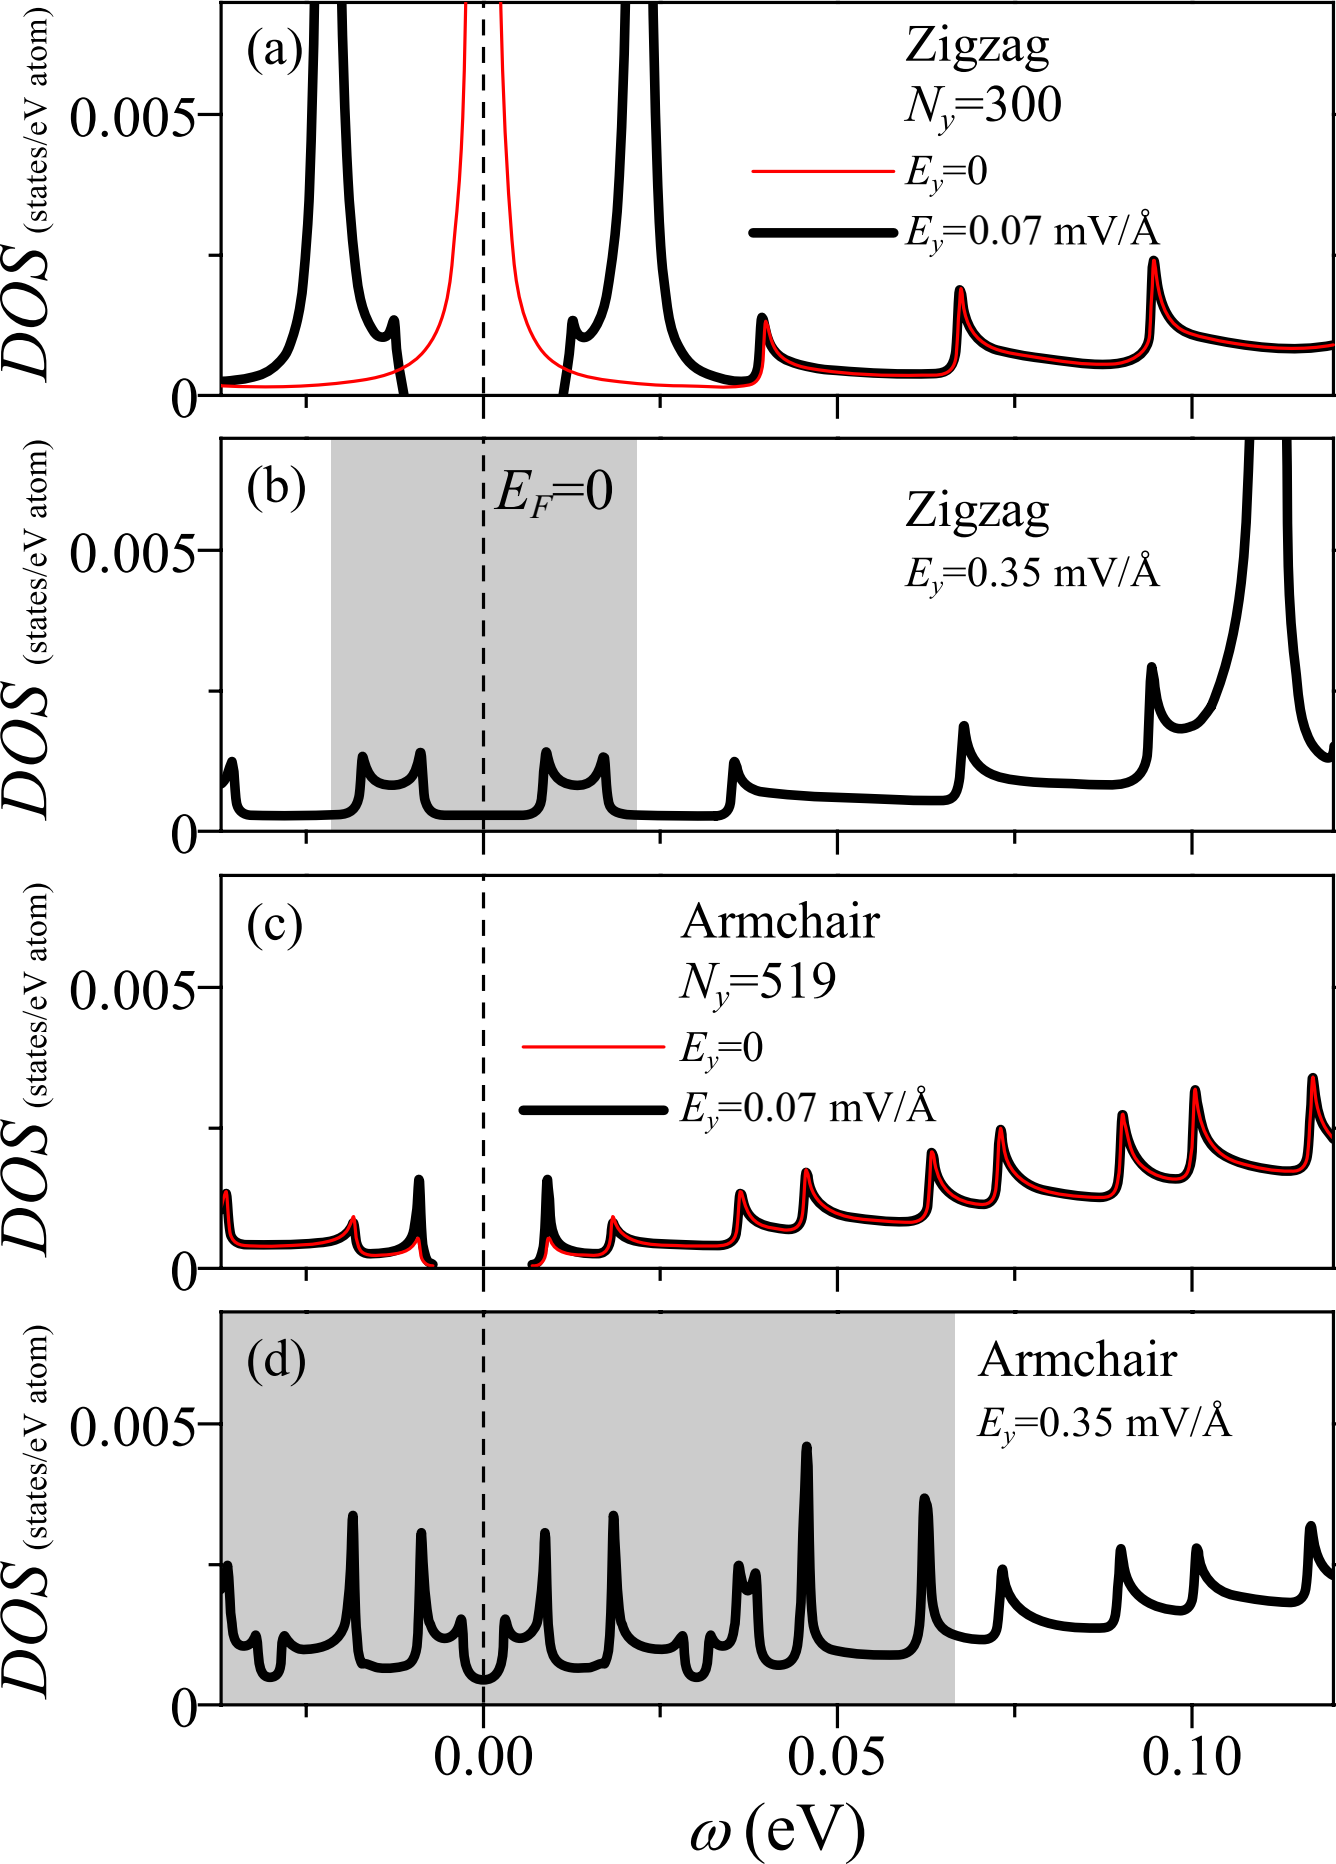 (a)
Zigzag
N_y=300
E_y=0
E_y=0.07 mV/Å
0.005
0
DOS (states/eV atom)
(b)
E_F=0
Zigzag
E_y=0.35 mV/Å
0.005
0
DOS (states/eV atom)
(c)
Armchair
N_y=519
E_y=0
E_y=0.07 mV/Å
0.005
0
DOS (states/eV atom)
(d)
Armchair
E_y=0.35 mV/Å
0.005
0
DOS (states/eV atom)
0.00 0.05 0.10
ω (eV)